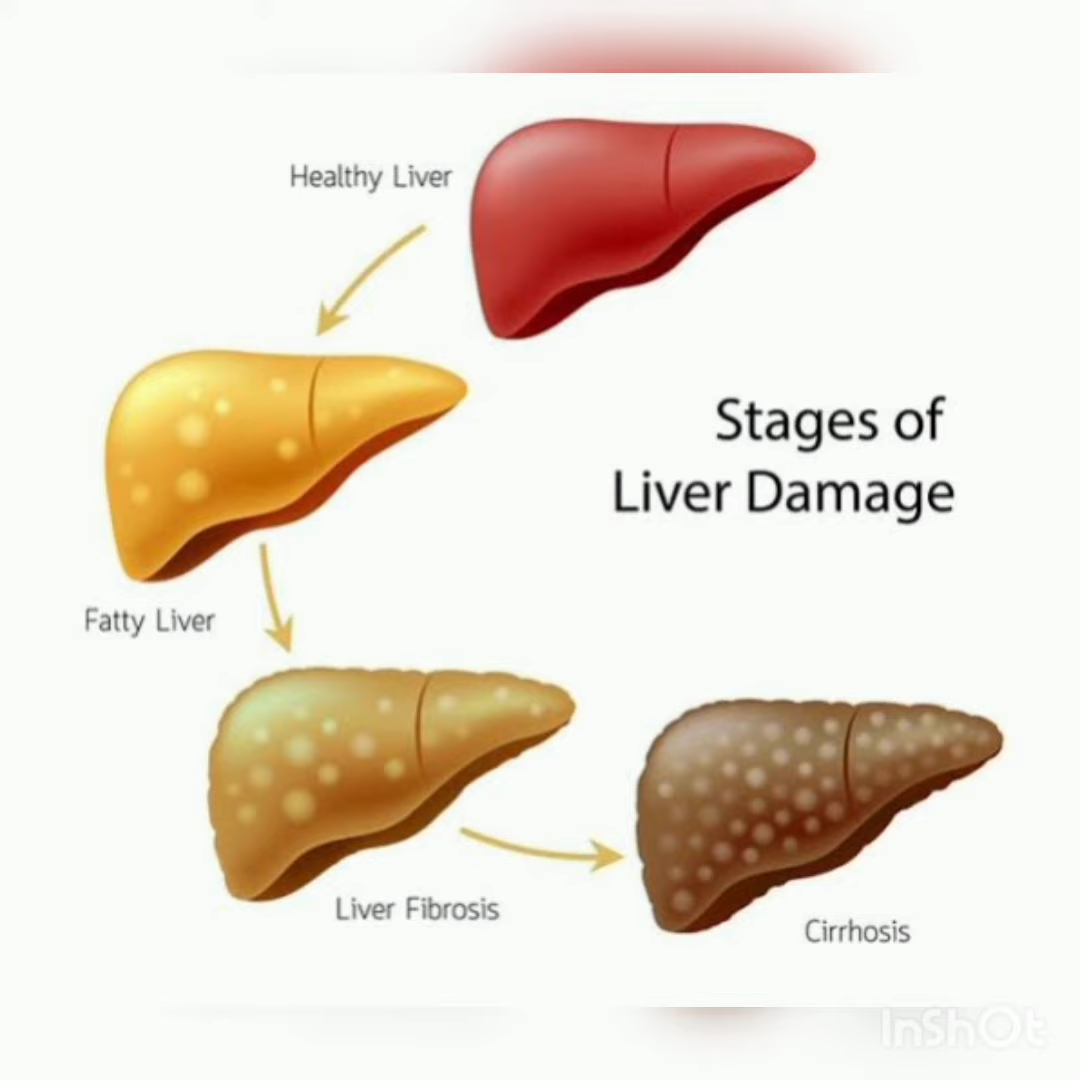 Healthy Liver
Stages of
Liver Damage
Fatty Liver
Liver Fibrosis
Cirrhosis
InShOt